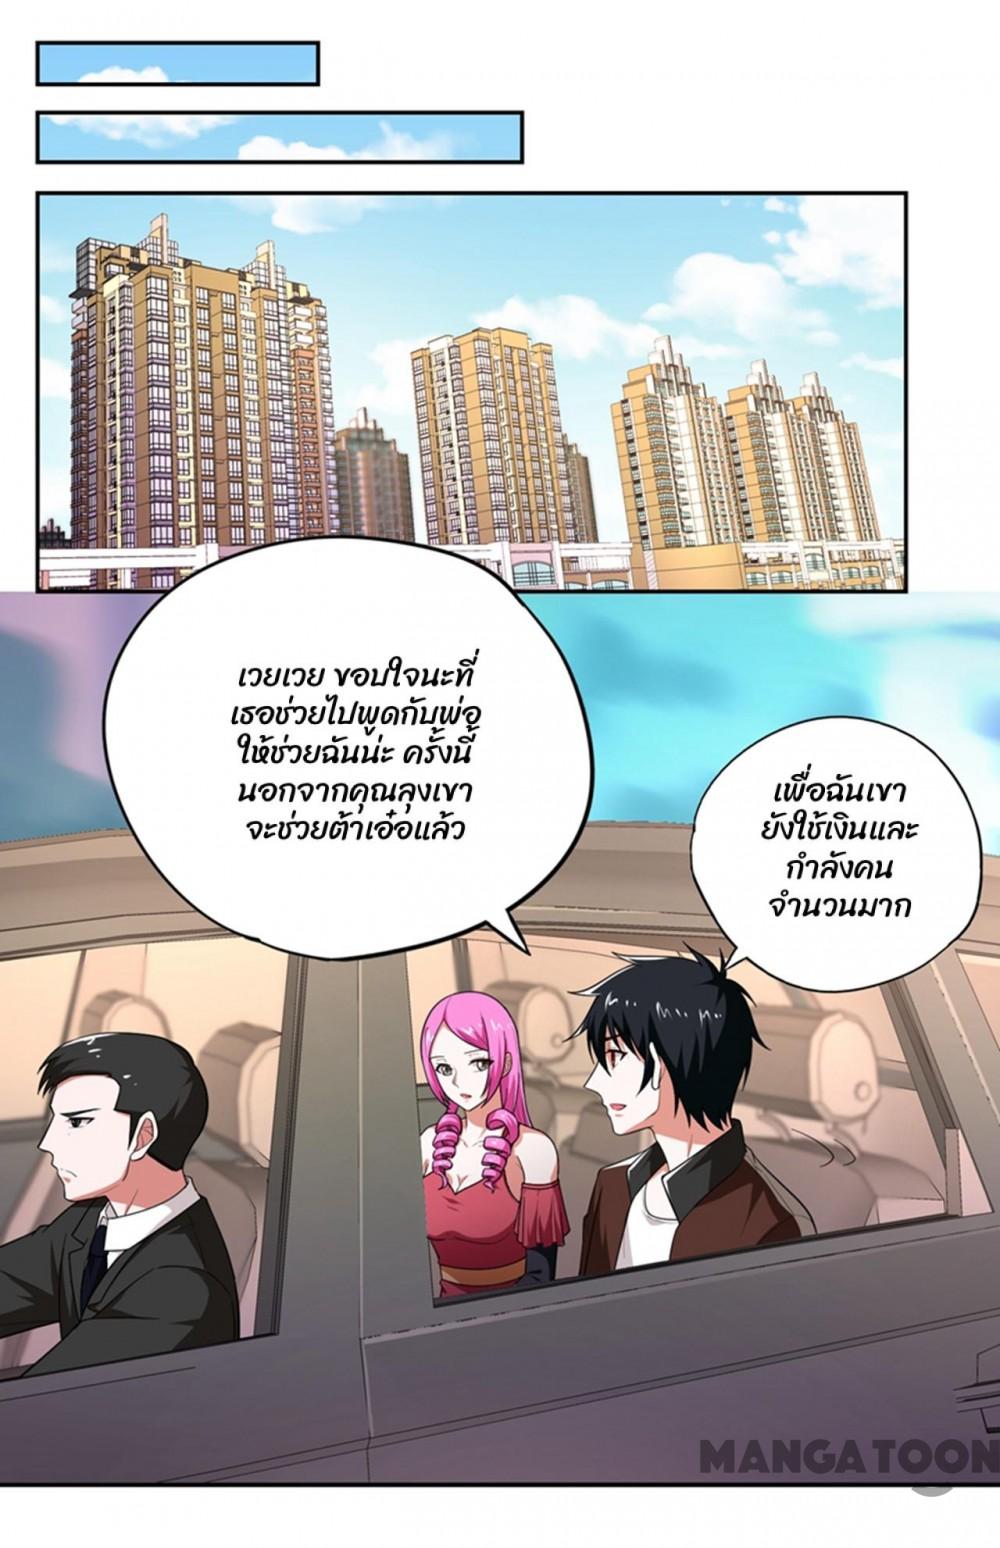 เวยเวย ขอบใจนะที่
เธอช่วยไปพูดกับพ่อ
ให้ช่วยฉันน่ะ ครั้งนี้
นอกจากคุณลุงเขา
จะช่วยต้าเอ๋อแล้ว
เพื่อฉันเขา
ยังใช้เงินและ
กำลังคน
จำนวนมาก
MANGATOON